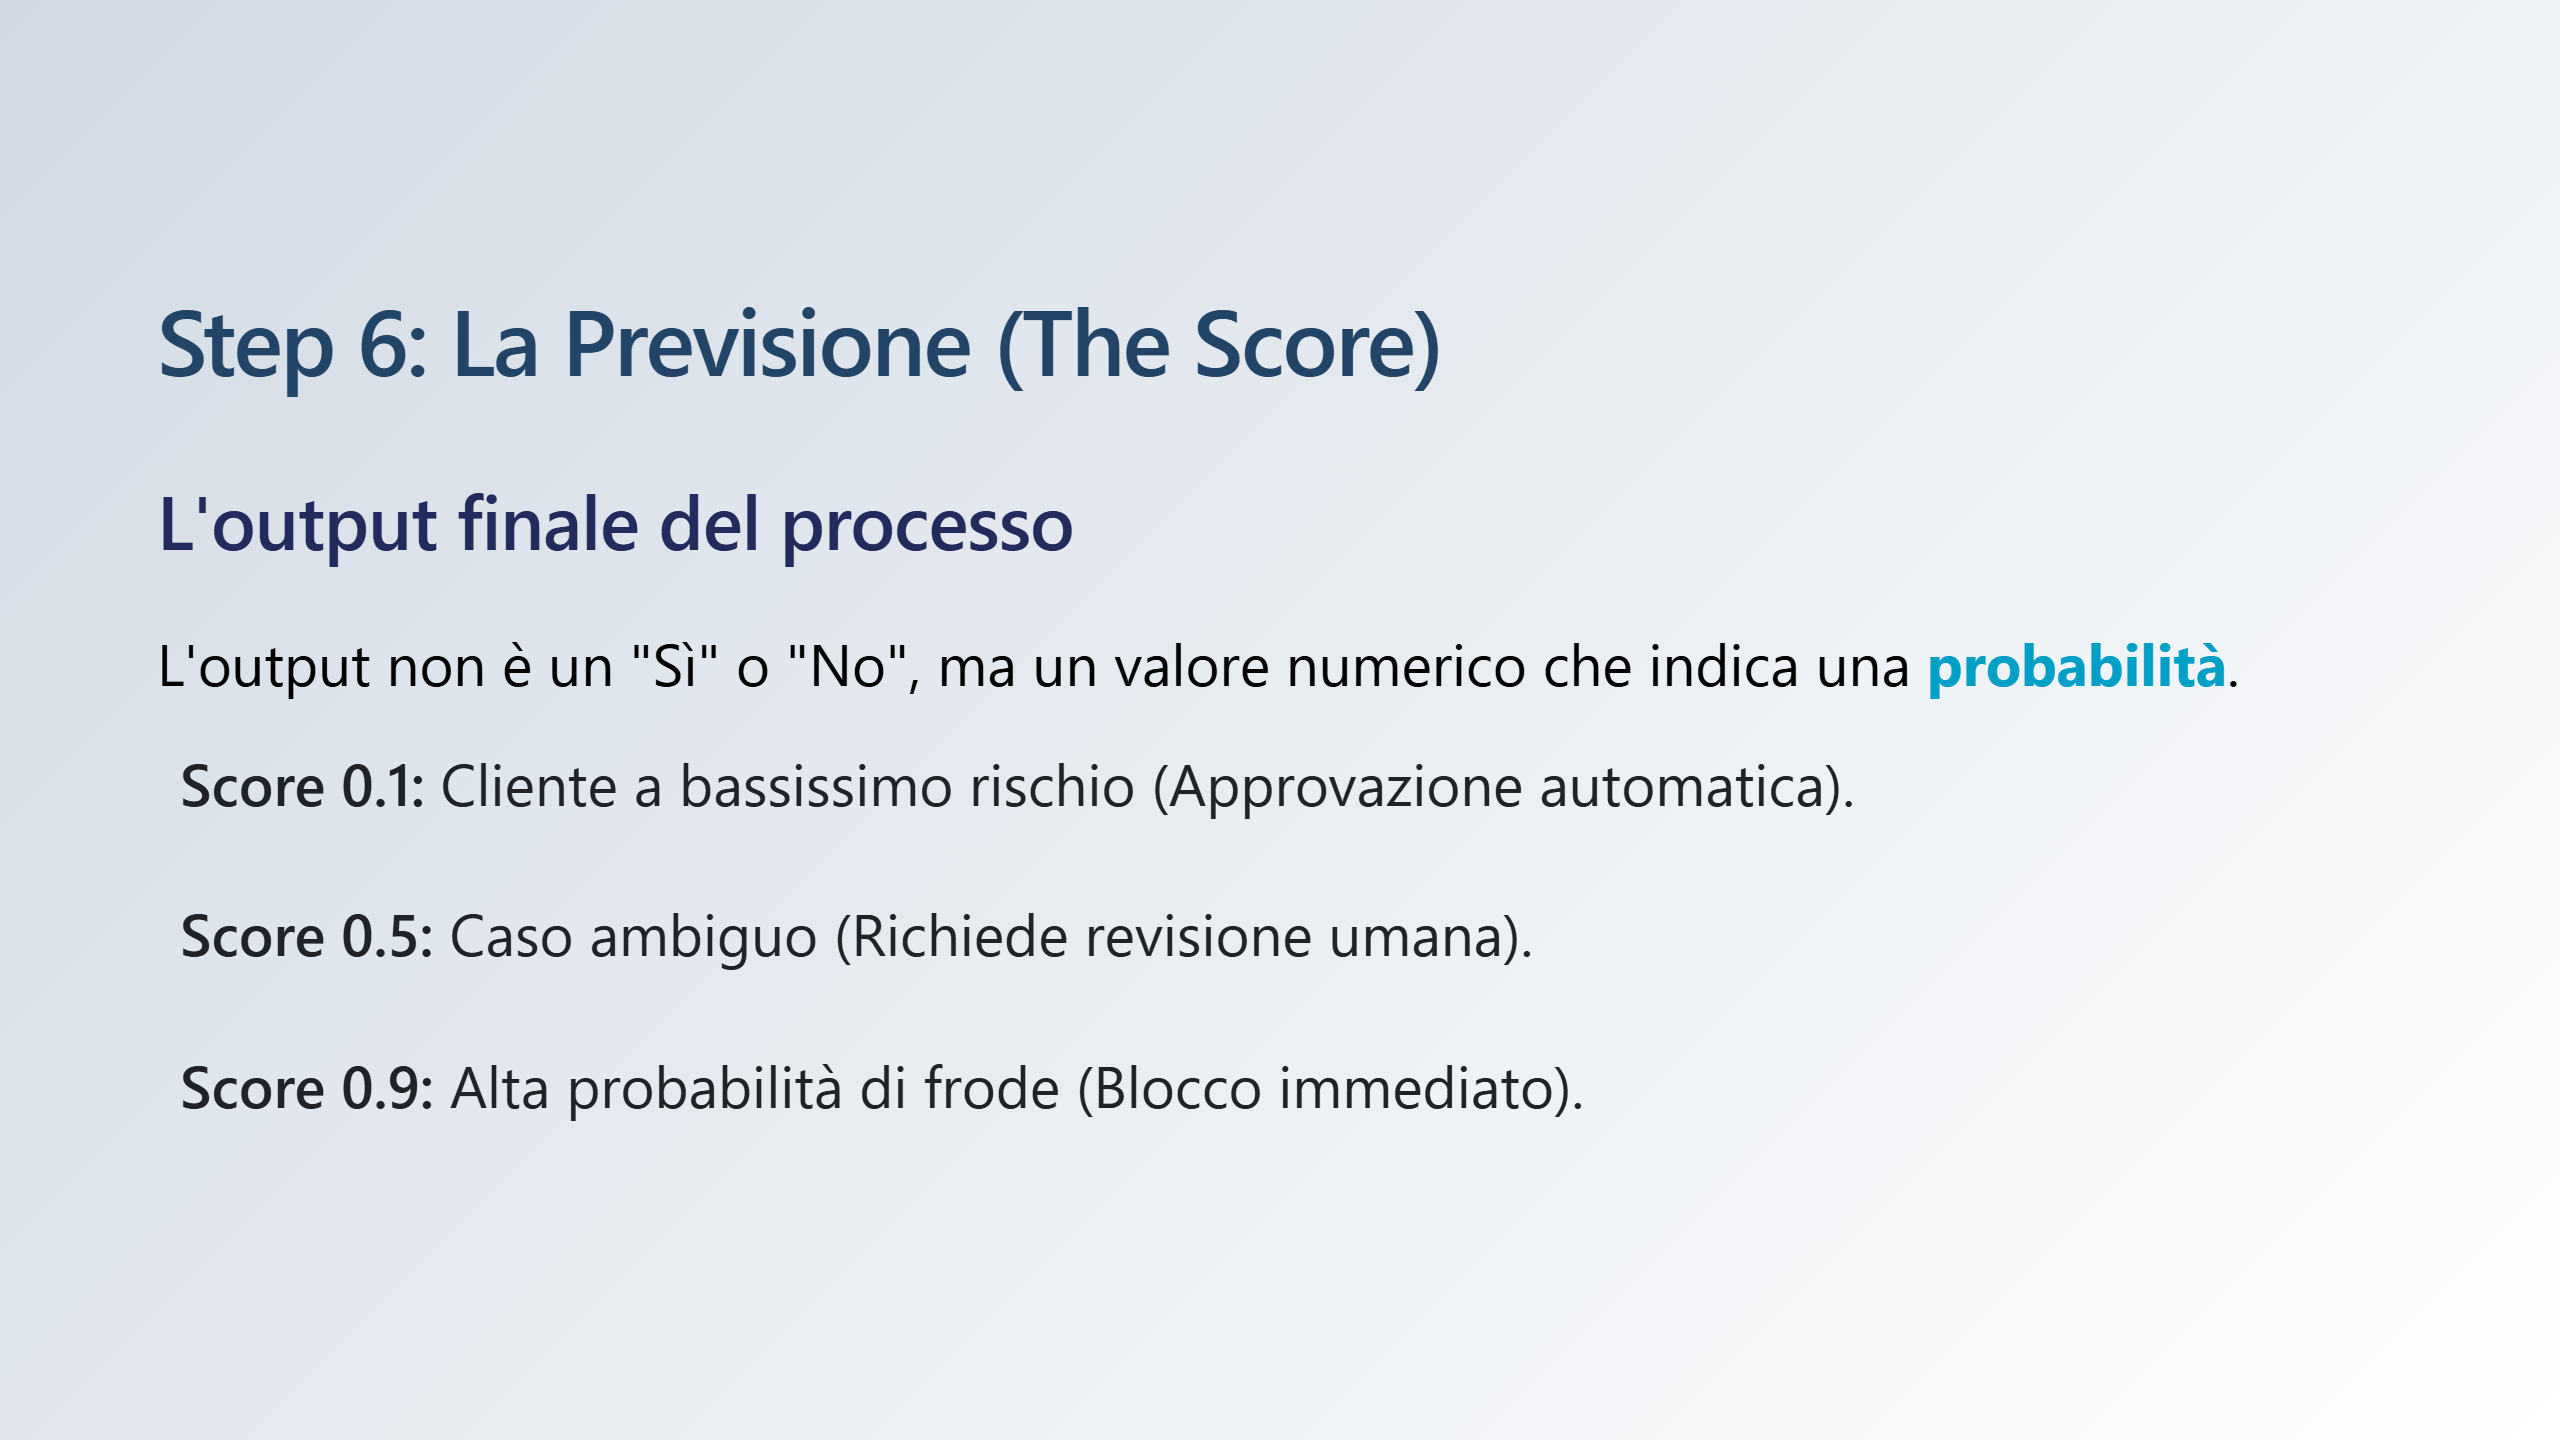 Step 6: La Previsione (The Score)
L'output finale del processo
L'output non è un "Sì" o "No", ma un valore numerico che indica una probabilità.
Score 0.1: Cliente a bassissimo rischio (Approvazione automatica).
Score 0.5: Caso ambiguo (Richiede revisione umana).
Score 0.9: Alta probabilità di frode (Blocco immediato).